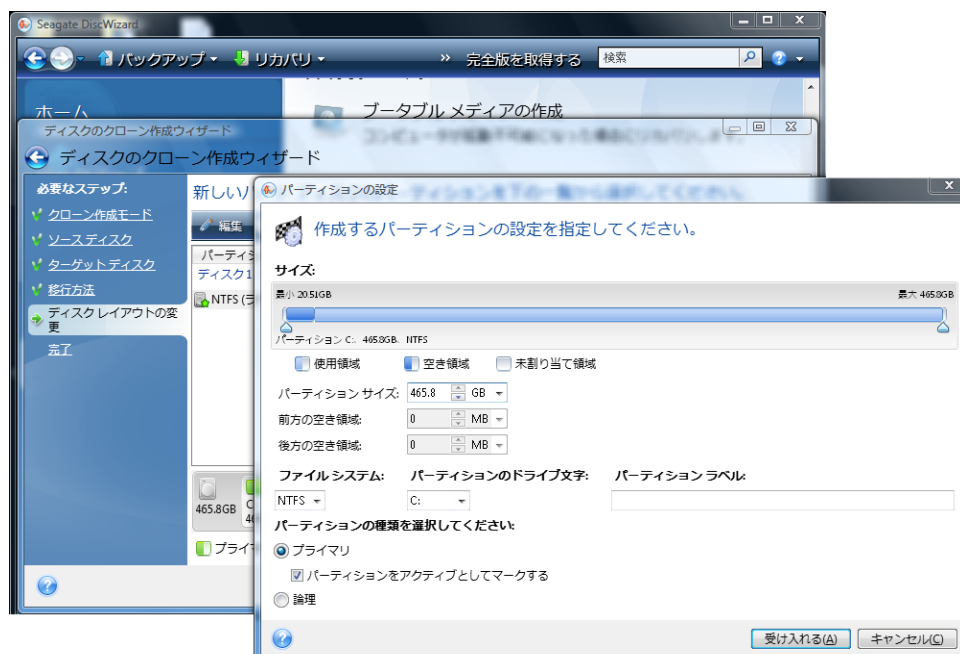 Seagate DiscWizard
バックアップ リカバリ » 完全版を取得する 検索
ホーム
ブータブル メディアの作成
ディスクのクローン作成ウィザード
ディスクのクローン作成ウィザード
必要なステップ:
クローン作成モード
ソース ディスク
ターゲット ディスク
移行方法
ディスク レイアウトの変更
完了
新しい
編集
パーティシ
ディスク 1
NTFS (ラ
465.8GB
プライマ
パーティションの設定
作成するパーティションの設定を指定してください。
サイズ:
最小 20.51GB 最大 465.8GB
パーティション C:. 465.8GB. NTFS
使用領域 空き領域 未割り当て領域
パーティション サイズ: 465.8 GB
前方の空き領域: 0 MB
後方の空き領域: 0 MB
ファイル システム: パーティションのドライブ文字: パーティション ラベル:
NTFS C:
パーティションの種類を選択してください:
プライマリ
パーティションをアクティブとしてマークする
論理
受け入れる(A) キャンセル(C)